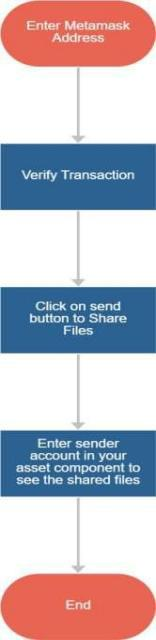 Enter Metamask
Address
Verify Transaction
Click on send
button to Share
Files
Enter sender
account in your
asset component to
see the shared files
End